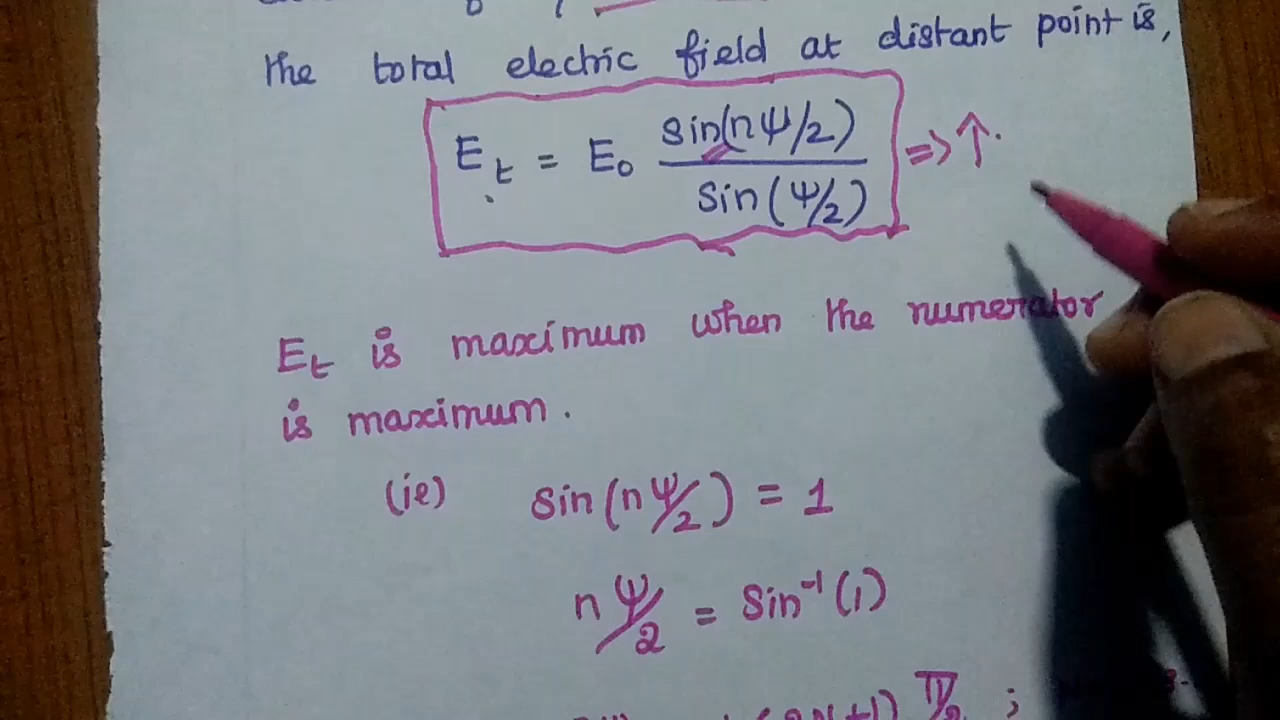 the total electric field at distant point is,
Et = E0 sin(nψ/2) / sin(ψ/2) => ↑.
Et is maximum when the numerator
is maximum.
(ie) sin(nψ/2) = 1
nψ/2 = sin⁻¹(1)
π/2 ;